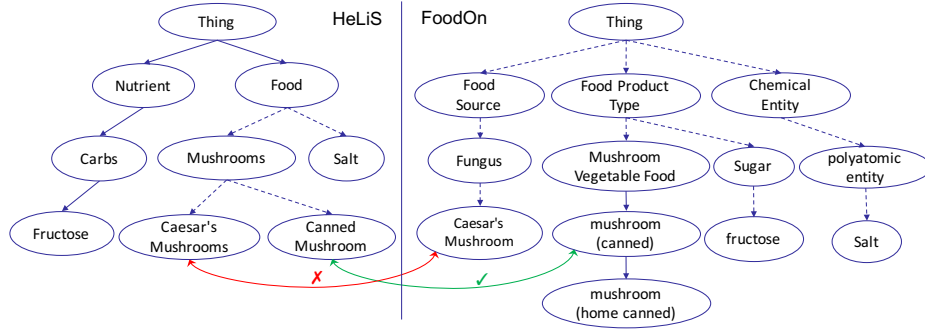 HeLiS
FoodOn
Thing
Nutrient
Food
Carbs
Mushrooms
Salt
Fructose
Caesar's
Mushrooms
Canned
Mushroom
✗
Thing
Food
Source
Food Product
Type
Chemical
Entity
Fungus
Mushroom
Vegetable Food
Sugar
polyatomic
entity
Caesar's
Mushroom
mushroom
(canned)
fructose
Salt
✓
mushroom
(home canned)